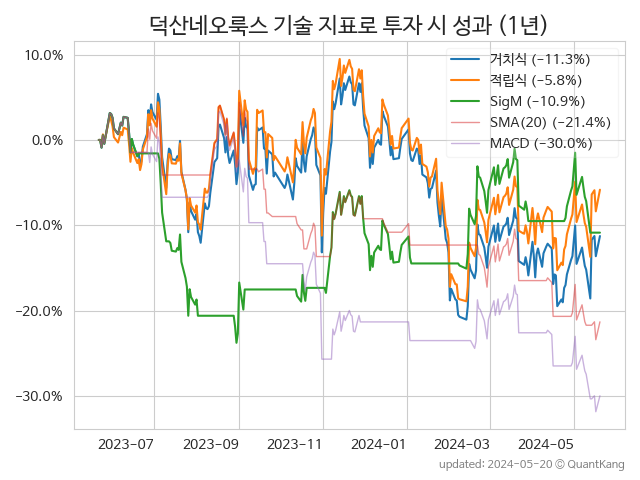 덕산네오룩스 기술 지표로 투자 시 성과 (1년)
10.0%
0.0%
−10.0%
−20.0%
−30.0%
거치식 (−11.3%)
적립식 (−5.8%)
SigM (−10.9%)
SMA(20) (−21.4%)
MACD (−30.0%)
2023-07
2023-09
2023-11
2024-01
2024-03
2024-05
updated: 2024-05-20 © QuantKang